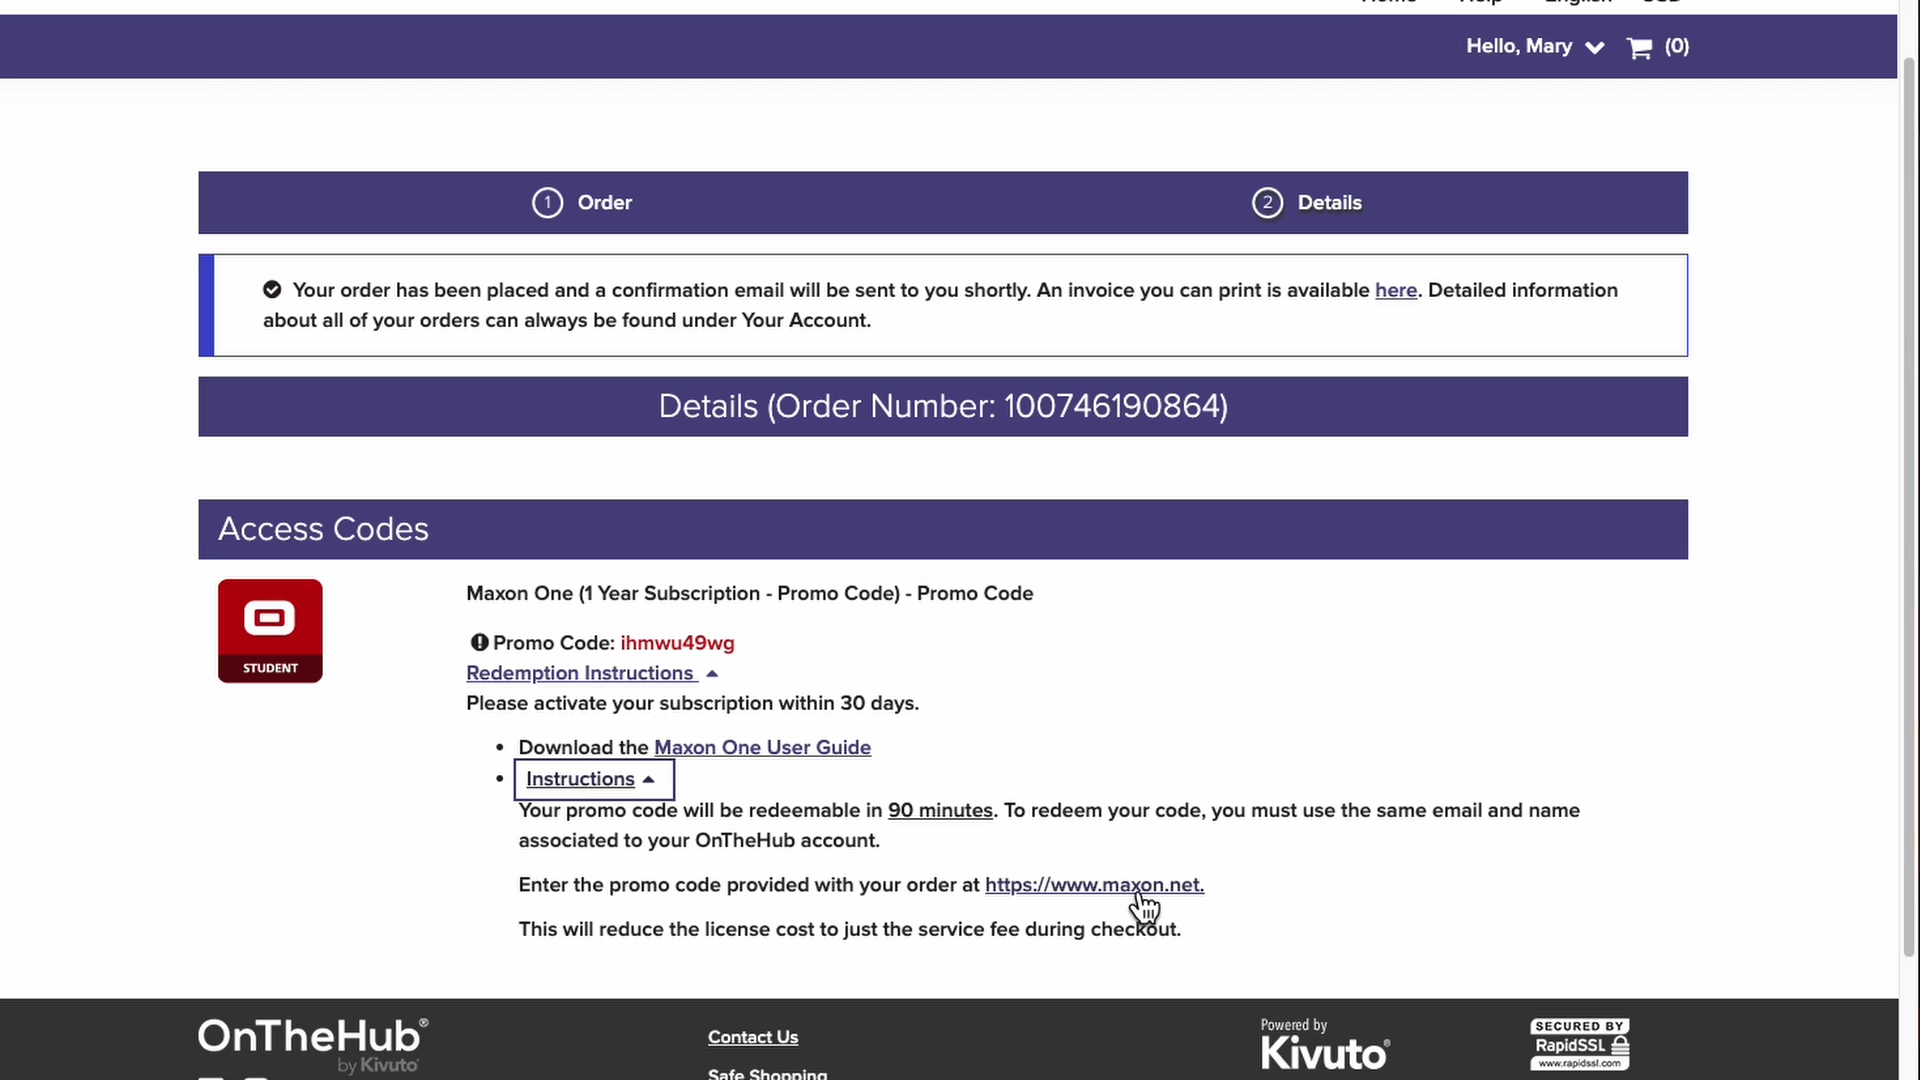 Home Help English USD
Hello, Mary (0)
1 Order
2 Details
Your order has been placed and a confirmation email will be sent to you shortly. An invoice you can print is available here. Detailed information
about all of your orders can always be found under Your Account.
Details (Order Number: 100746190864)
Access Codes
STUDENT
Maxon One (1 Year Subscription - Promo Code) - Promo Code
Promo Code: ihmwu49wg
Redemption Instructions
Please activate your subscription within 30 days.
• Download the Maxon One User Guide
• Instructions
Your promo code will be redeemable in 90 minutes. To redeem your code, you must use the same email and name
associated to your OnTheHub account.
Enter the promo code provided with your order at https://www.maxon.net.
This will reduce the license cost to just the service fee during checkout.
OnTheHub®
by Kivuto®
Contact Us
Safe Shopping
Powered by
Kivuto®
SECURED BY
RapidSSL
www.rapidssl.com